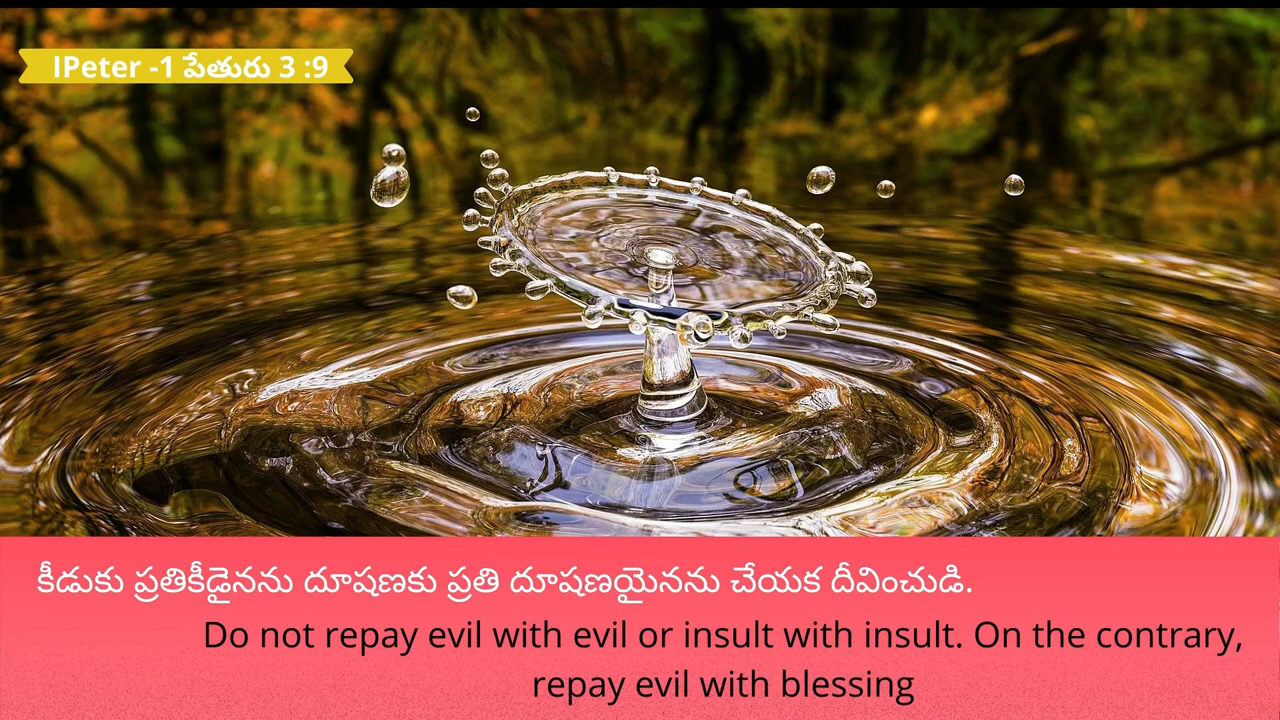 IPeter -1 పేతురు 3 :9
కీడుకు ప్రతికీడైనను దూషణకు ప్రతి దూషణయైనను చేయక దీవించుడి.
Do not repay evil with evil or insult with insult. On the contrary,
repay evil with blessing